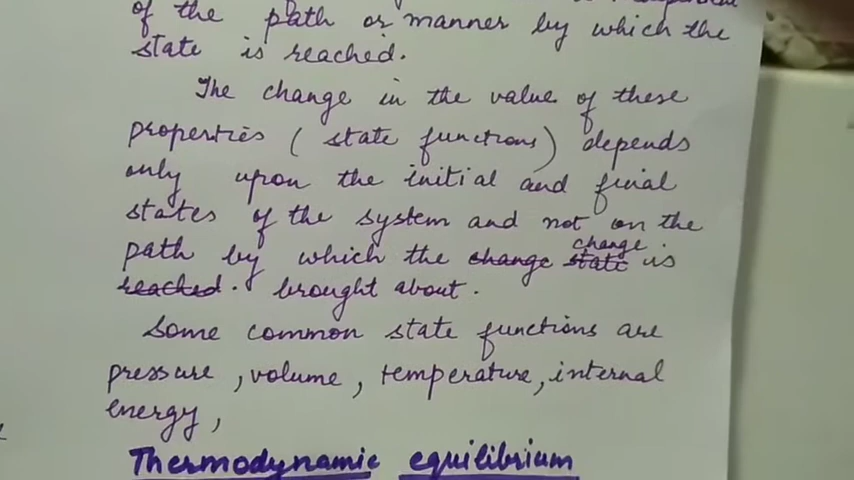 of the path or manner by which the
state is reached.
The change in the value of these
properties ( state functions) depends
only upon the initial and final
states of the system and not on the
change
path by which the change state is
reached. brought about.
Some common state functions are
pressure , volume , temperature, internal
energy ,
Thermodynamic equilibrium